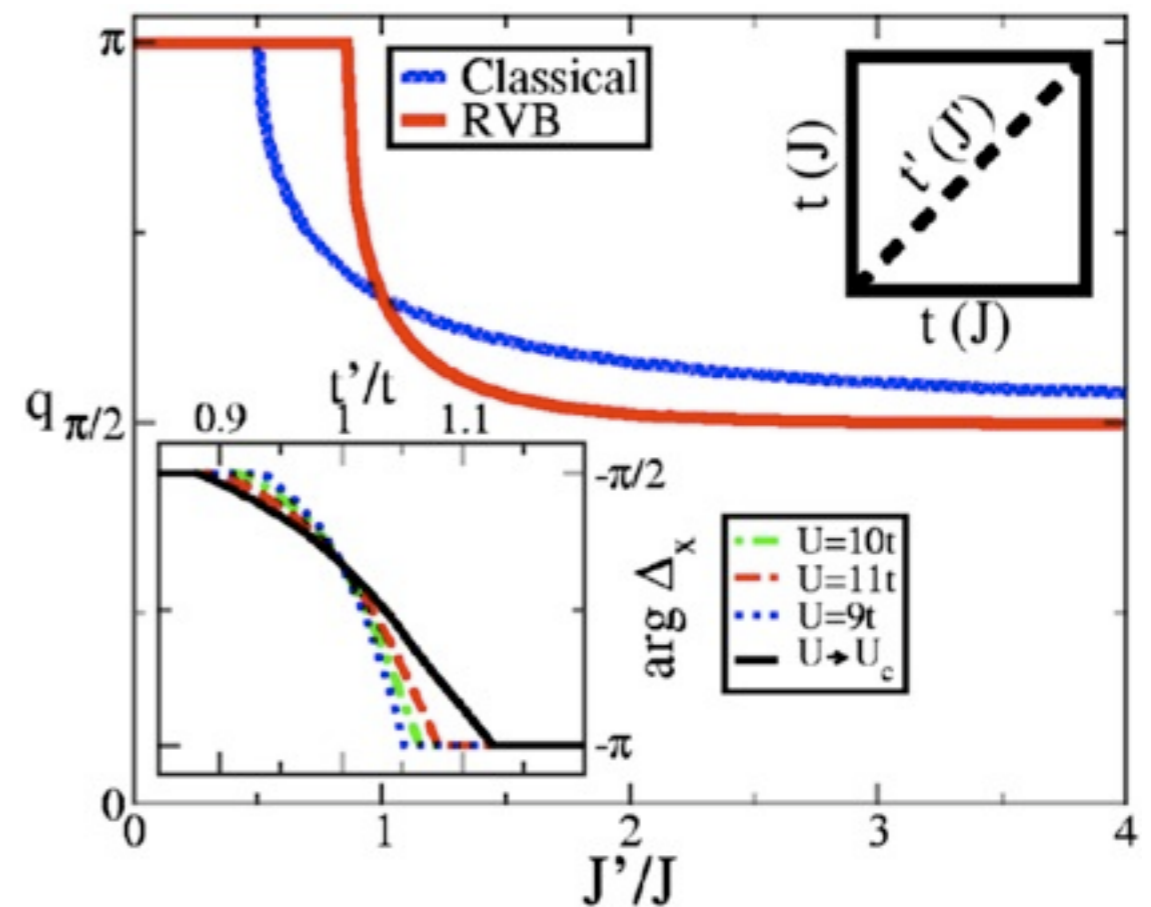 π
Classical
RVB
t (J)
t' (J')
t (J)
q
π/2
t'/t
0.9
1
1.1
-π/2
-π
arg Δx
U=10t
U=11t
U=9t
U→Uc
0
0
1
2
3
4
J'/J